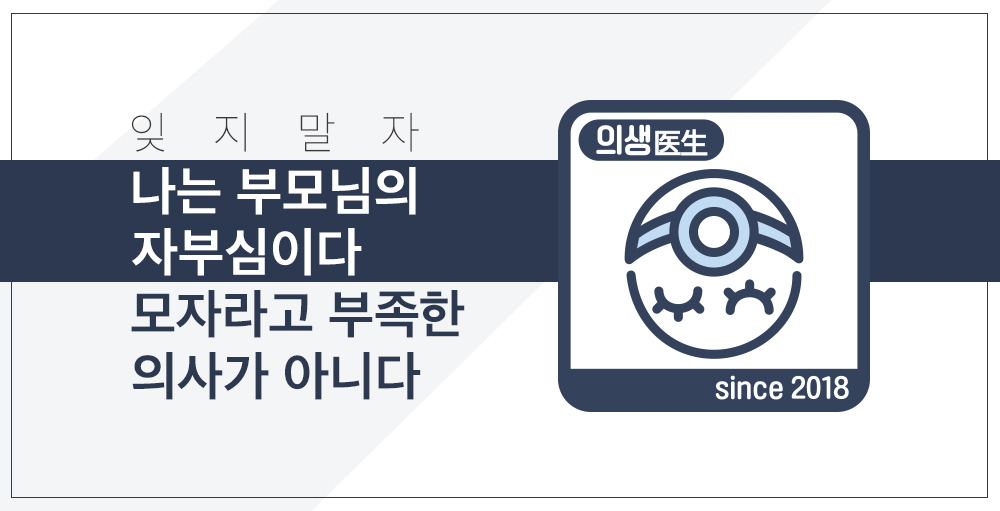 잊지말자
나는 부모님의
자부심이다
모자라고 부족한
의사가 아니다
의생医生
since 2018